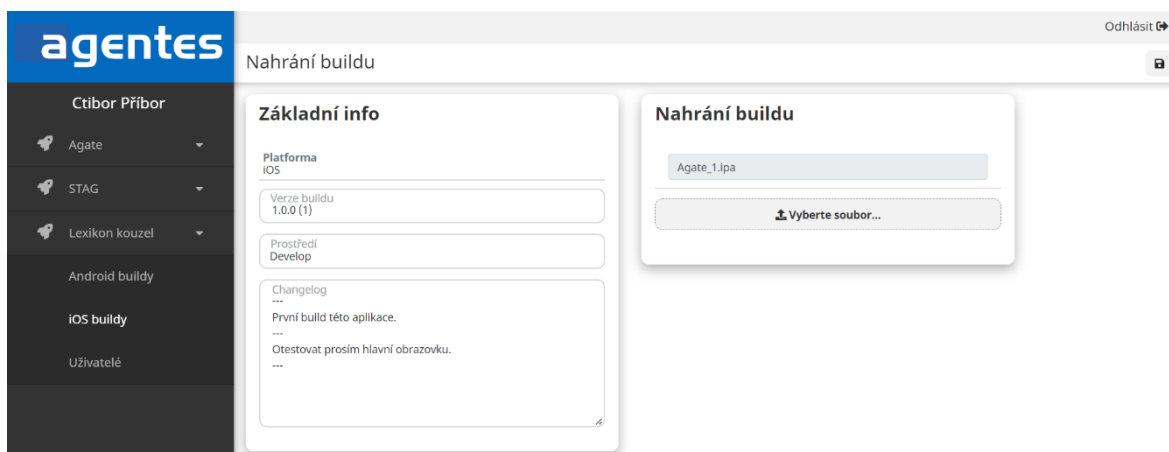 agentes
Odhlásit
Nahrání buildu
Ctibor Příbor
Agate
STAG
Lexikon kouzel
Android buildy
iOS buildy
Uživatelé
Základní info
Platforma
iOS
Verze buildu
1.0.0 (1)
Prostředí
Develop
Changelog
---
První build této aplikace.
---
Otestovat prosím hlavní obrazovku.
---
Nahrání buildu
Agate_1.ipa
Vyberte soubor...